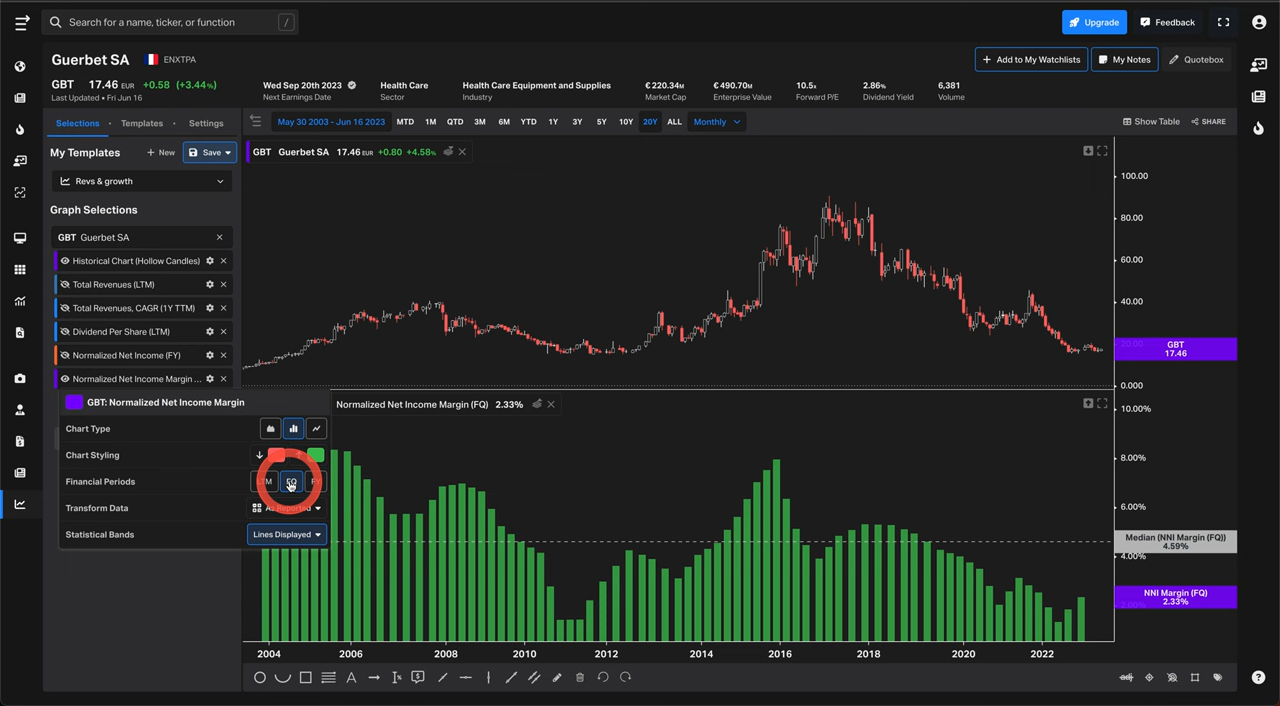 Search for a name, ticker, or function /
Upgrade
Feedback
Guerbet SA ENXTPA
Add to My Watchlists
My Notes
Quotebox
GBT 17.46 EUR +0.58 (+3.44%)
Last Updated • Fri Jun 16
Wed Sep 20th 2023
Next Earnings Date
Health Care
Sector
Health Care Equipment and Supplies
Industry
€ 220.34M
Market Cap
€ 490.70M
Enterprise Value
10.5x
Forward P/E
2.86%
Dividend Yield
6,381
Volume
Selections • Templates • Settings
May 30 2003 - Jun 16 2023 MTD 1M QTD 3M 6M YTD 1Y 3Y 5Y 10Y 20Y ALL Monthly
Show Table
SHARE
My Templates + New Save
Revs & growth
Graph Selections
GBT Guerbet SA
Historical Chart (Hollow Candles)
Total Revenues (LTM)
Total Revenues, CAGR (1Y TTM)
Dividend Per Share (LTM)
Normalized Net Income (FY)
Normalized Net Income Margin ...
GBT Guerbet SA 17.46 EUR +0.80 +4.58%
100.00
80.00
60.00
40.00
20.00
GBT
17.46
0.000
GBT: Normalized Net Income Margin
Chart Type
Chart Styling
Financial Periods LTM FQ FY
Transform Data As Reported
Statistical Bands Lines Displayed
Normalized Net Income Margin (FQ) 2.33%
10.00%
8.00%
6.00%
Median (NNI Margin (FQ))
4.59%
4.00%
NNI Margin (FQ)
2.33%
2.00%
2004 2006 2008 2010 2012 2014 2016 2018 2020 2022
A
?